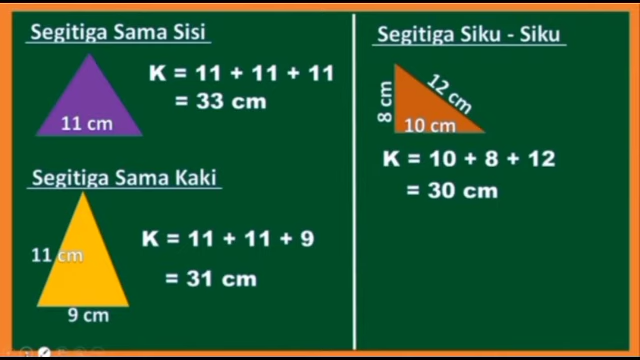 Segitiga Sama Sisi
11 cm
K = 11 + 11 + 11
= 33 cm
Segitiga Sama Kaki
11 cm
9 cm
K = 11 + 11 + 9
= 31 cm
Segitiga Siku - Siku
8 cm
12 cm
10 cm
K = 10 + 8 + 12
= 30 cm